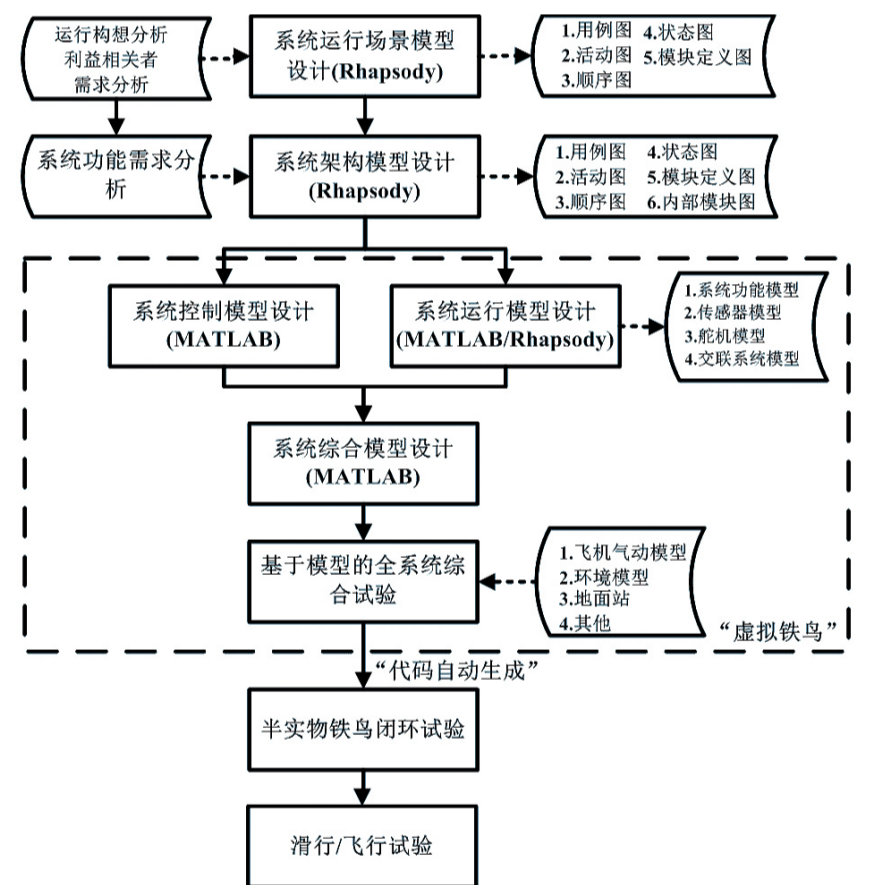 运行构想分析
利益相关者
需求分析
系统运行场景模型
设计(Rhapsody)
1.用例图 4.状态图
2.活动图 5.模块定义图
3.顺序图
系统功能需求分
析
系统架构模型设计
(Rhapsody)
1.用例图 4.状态图
2.活动图 5.模块定义图
3.顺序图 6.内部模块图
系统控制模型设计
(MATLAB)
系统运行模型设计
(MATLAB/Rhapsody)
1.系统功能模型
2.传感器模型
3.舵机模型
4.交联系统模型
系统综合模型设计
(MATLAB)
基于模型的全系统综
合试验
1.飞机气动模型
2.环境模型
3.地面站
4.其他
“虚拟铁鸟”
“代码自动生成”
半实物铁鸟闭环试验
滑行/飞行试验